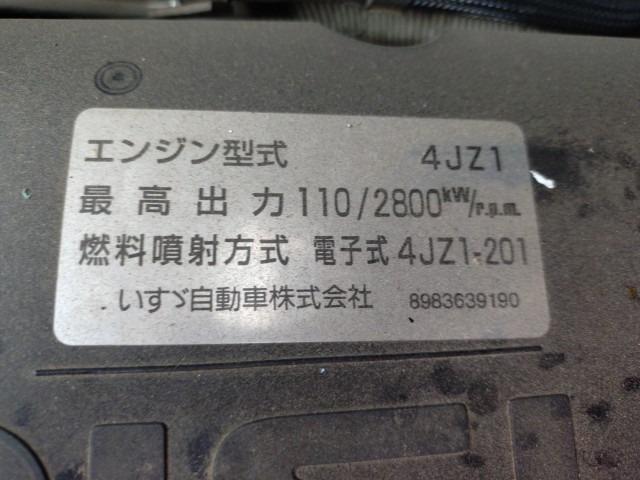 エンジン型式 4JZ1
最高出力 110/2800kW/r.p.m.
燃料噴射方式 電子式 4JZ1-201
いすゞ自動車株式会社 8983639190